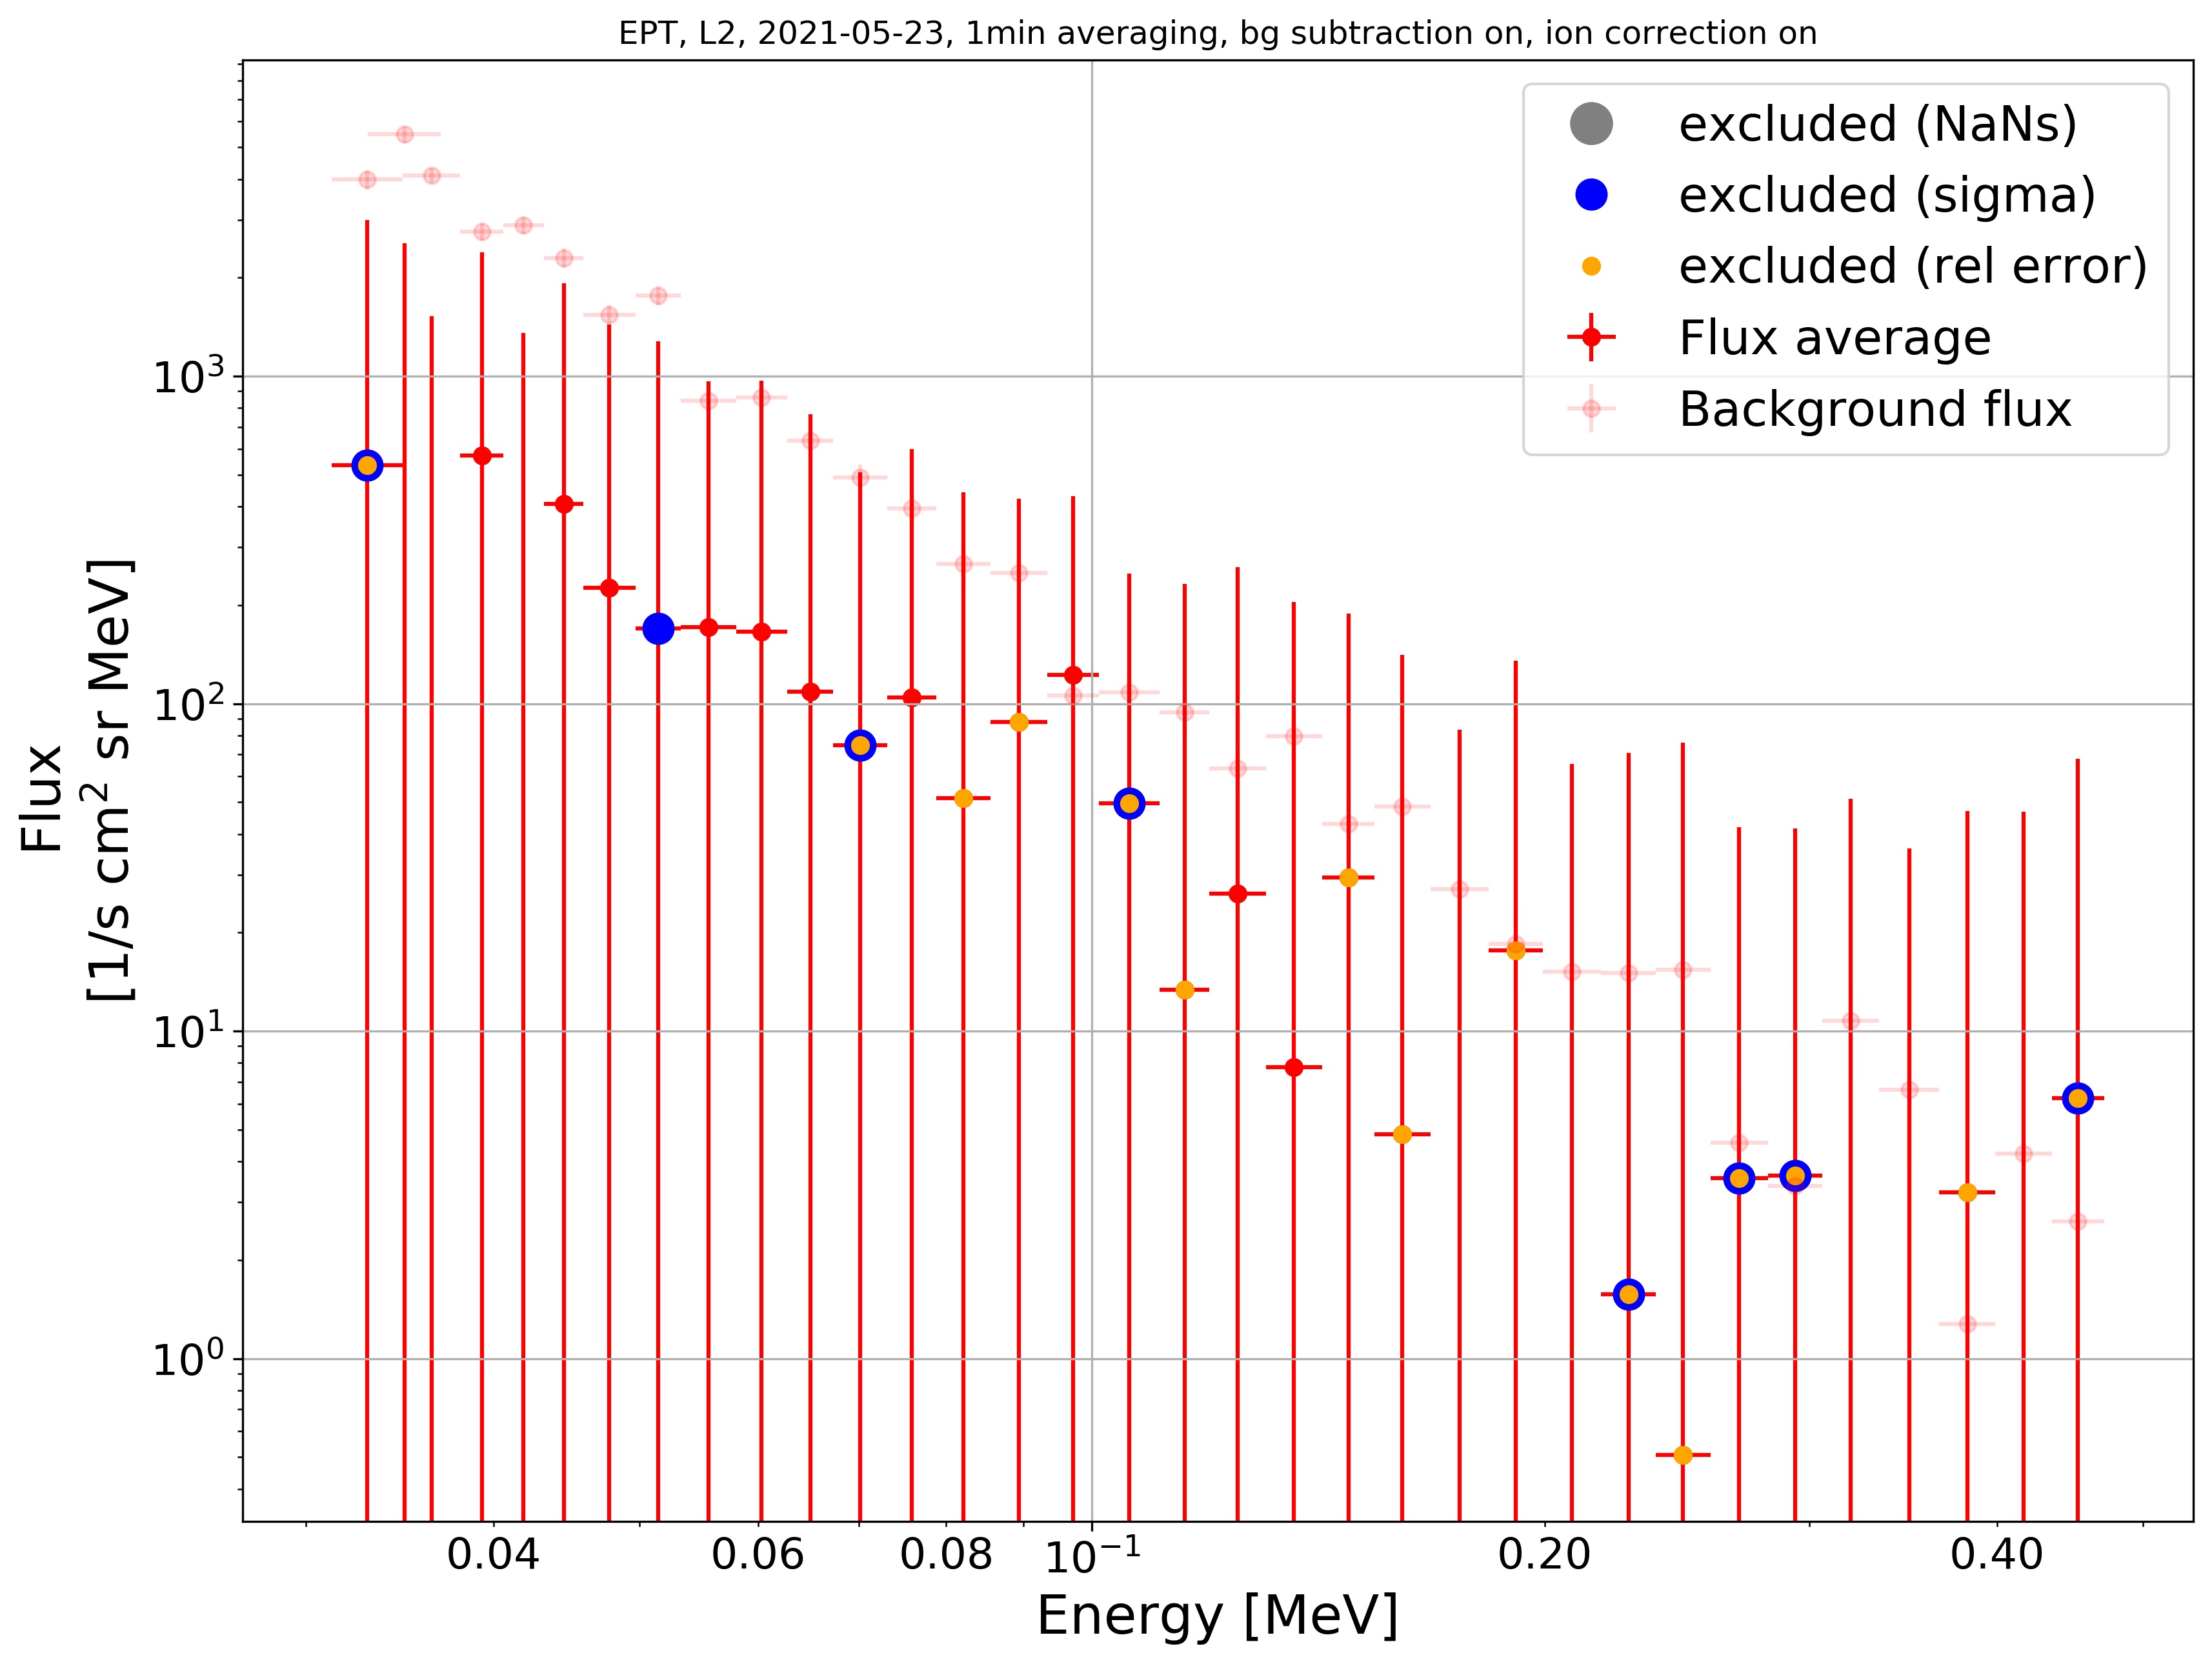 EPT, L2, 2021-05-23, 1min averaging, bg subtraction on, ion correction on
excluded (NaNs)
excluded (sigma)
excluded (rel error)
Flux average
Background flux
10³
10²
10¹
10⁰
Flux
[1/s cm² sr MeV]
0.04 0.06 0.08 10⁻¹ 0.20 0.40
Energy [MeV]